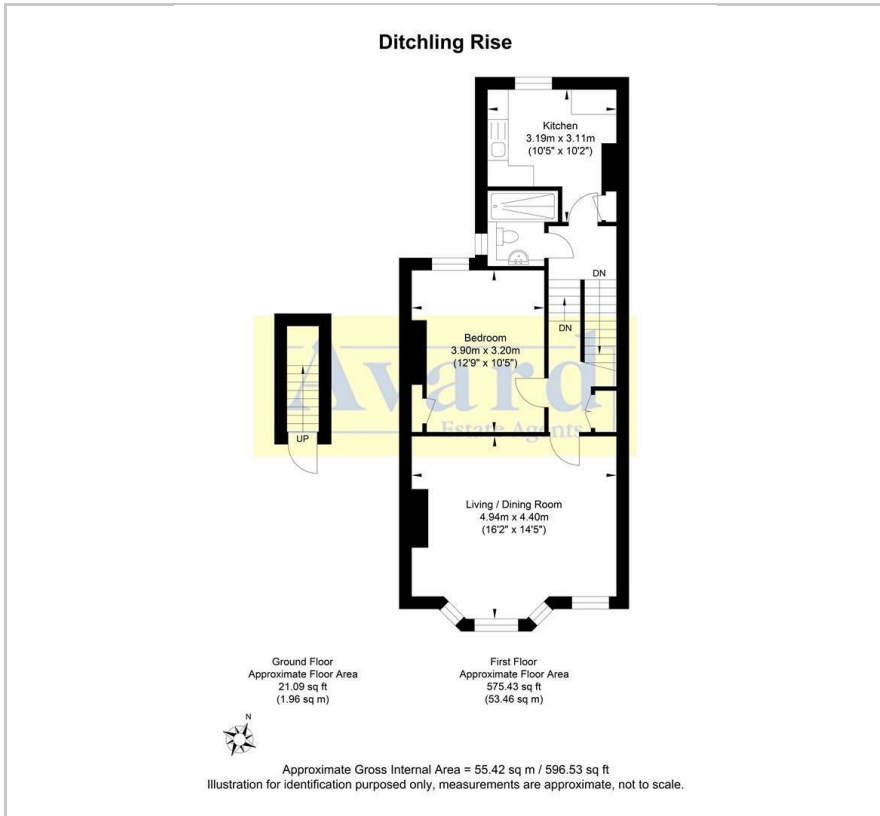 Ditchling Rise
Kitchen
3.19m x 3.11m
(10'5" x 10'2")
DN
DN
Bedroom
3.90m x 3.20m
(12'9" x 10'5")
Avard
Estate Agents
UP
Living / Dining Room
4.94m x 4.40m
(16'2" x 14'5")
Ground Floor
Approximate Floor Area
21.09 sq ft
(1.96 sq m)
First Floor
Approximate Floor Area
575.43 sq ft
(53.46 sq m)
N
Approximate Gross Internal Area = 55.42 sq m / 596.53 sq ft
Illustration for identification purposed only, measurements are approximate, not to scale.